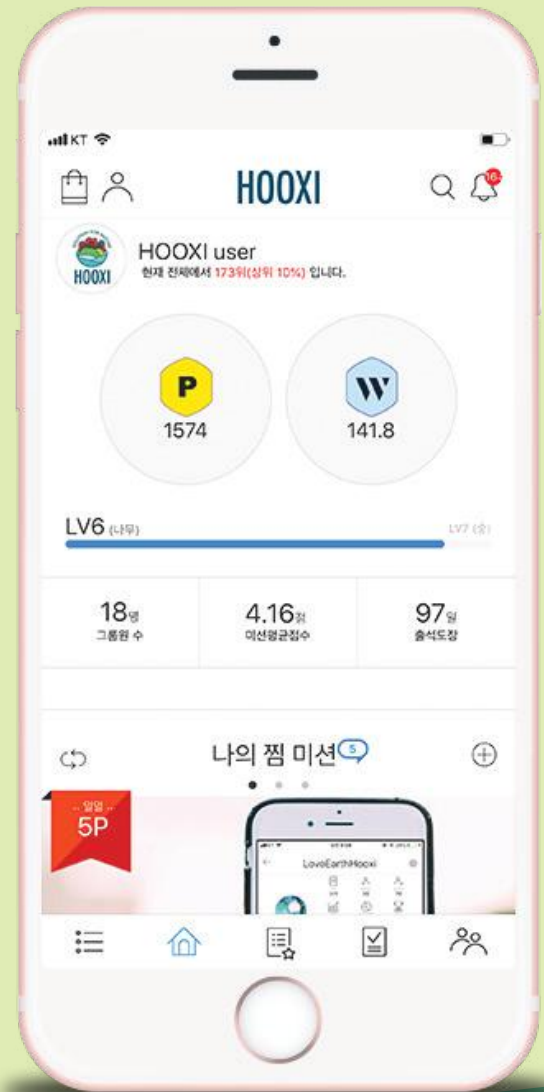 KT
HOOXI
16+
HOOXI
HOOXI user
현재 전체에서 173위(상위 10%) 입니다.
P
W
1574
141.8
LV6 (나무)
LV7 (숲)
18명
4.16점
97일
그룹원 수
미션평균점수
출석도장
나의 찜 미션 5
.. 일일 ..
5P
LoveEarthHooxi